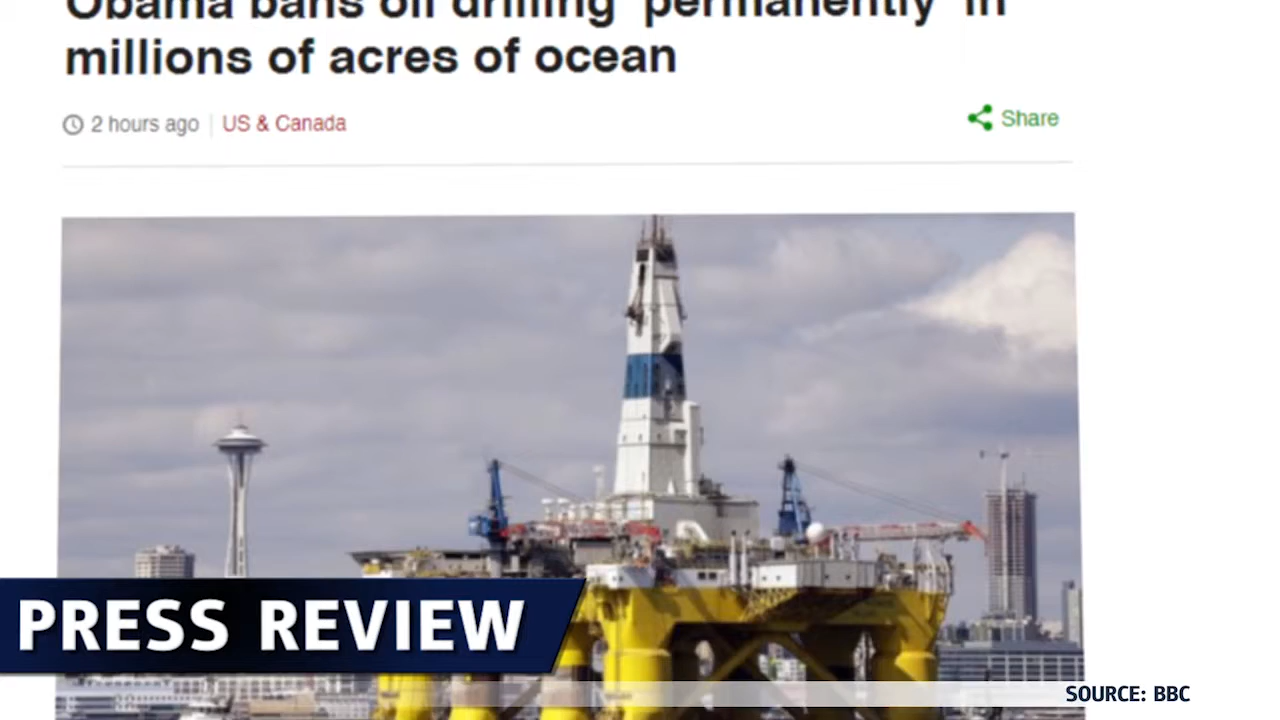 Obama bans oil drilling 'permanently' in
millions of acres of ocean
2 hours ago | US & Canada
Share
PRESS REVIEW
SOURCE: BBC